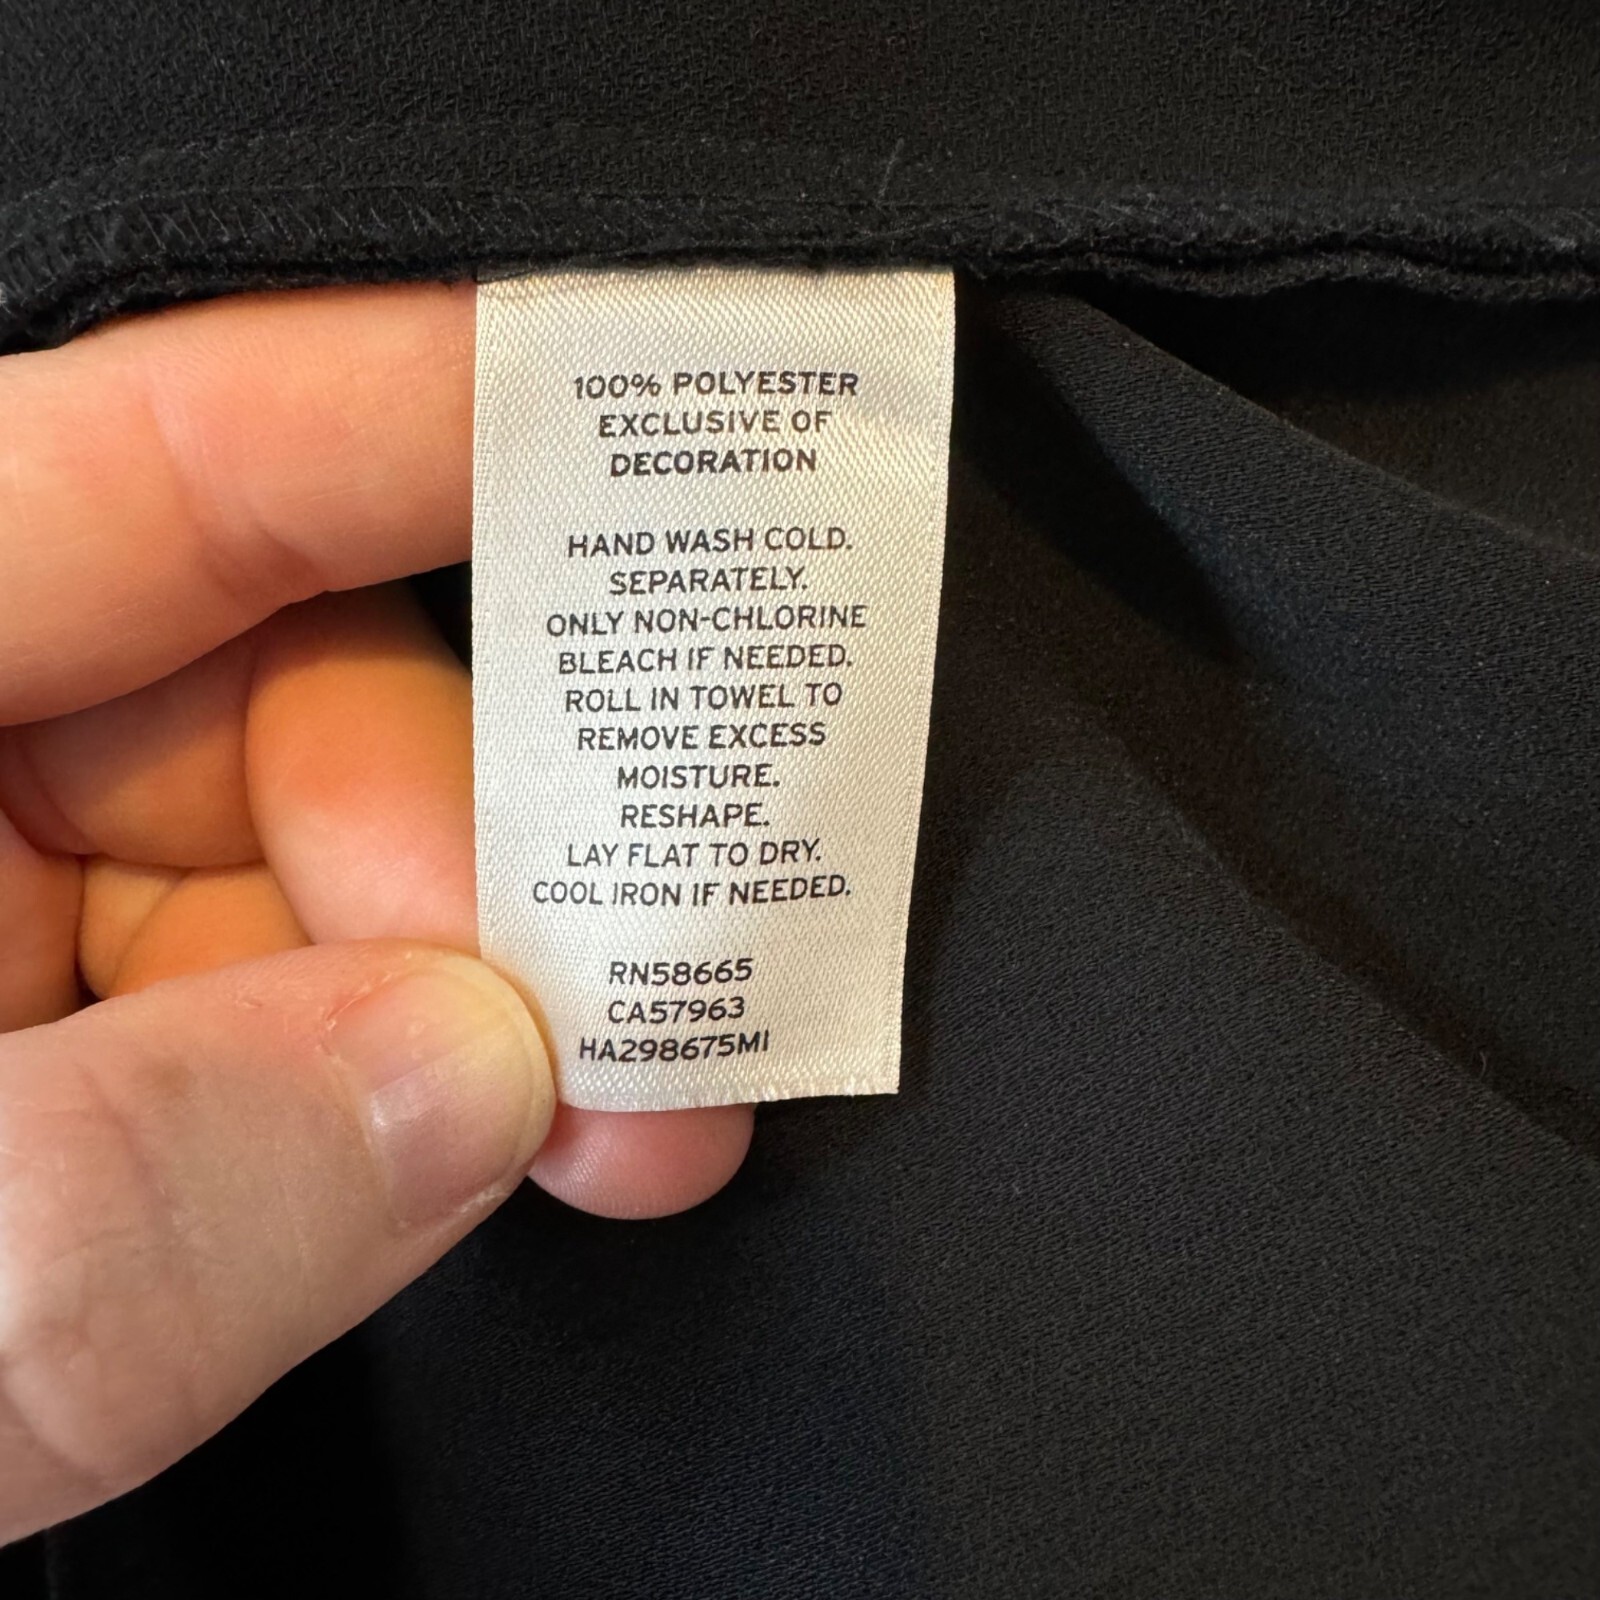 100% POLYESTER
EXCLUSIVE OF
DECORATION
HAND WASH COLD.
SEPARATELY.
ONLY NON-CHLORINE
BLEACH IF NEEDED.
ROLL IN TOWEL TO
REMOVE EXCESS
MOISTURE.
RESHAPE.
LAY FLAT TO DRY.
COOL IRON IF NEEDED.
RN58665
CA57963
HA298675MI